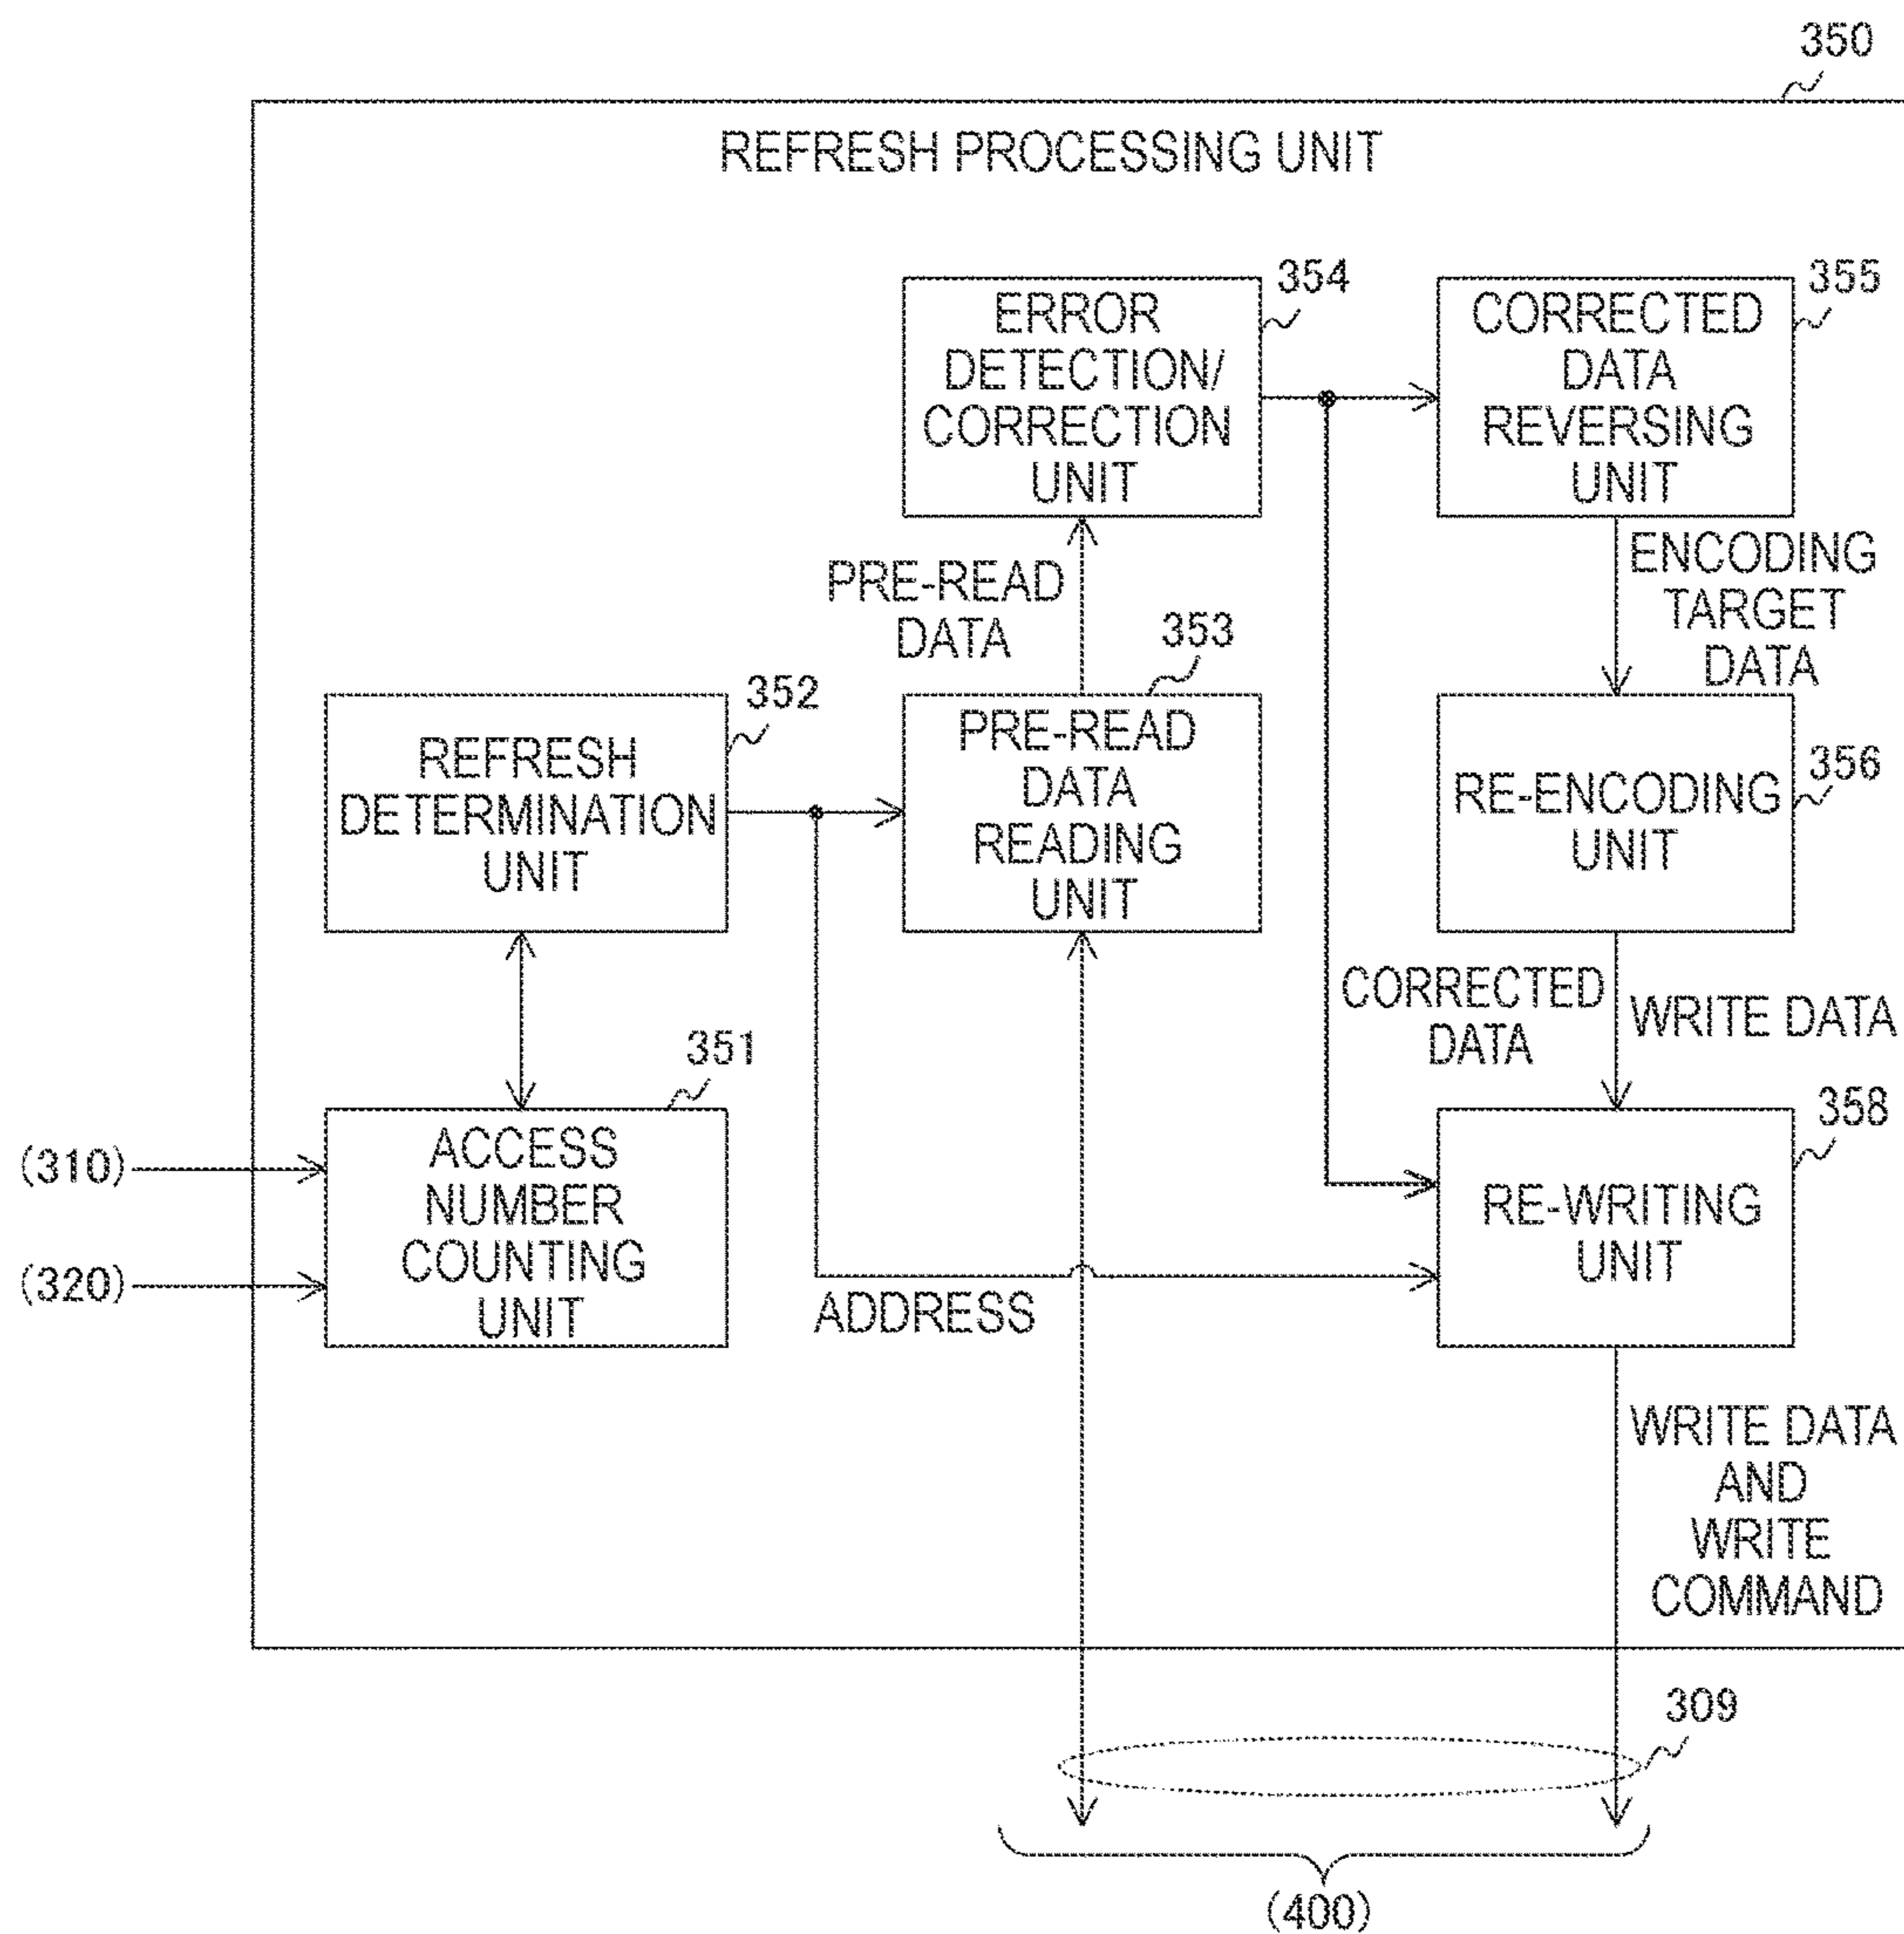 350
REFRESH PROCESSING UNIT
354
ERROR
DETECTION/
CORRECTION
UNIT
355
CORRECTED
DATA
REVERSING
UNIT
PRE-READ
DATA
ENCODING
TARGET
DATA
352
REFRESH
DETERMINATION
UNIT
353
PRE-READ
DATA
READING
UNIT
356
RE-ENCODING
UNIT
CORRECTED
DATA
WRITE DATA
351
ACCESS
NUMBER
COUNTING
UNIT
(310)
(320)
358
RE-WRITING
UNIT
ADDRESS
WRITE DATA
AND
WRITE
COMMAND
309
(400)